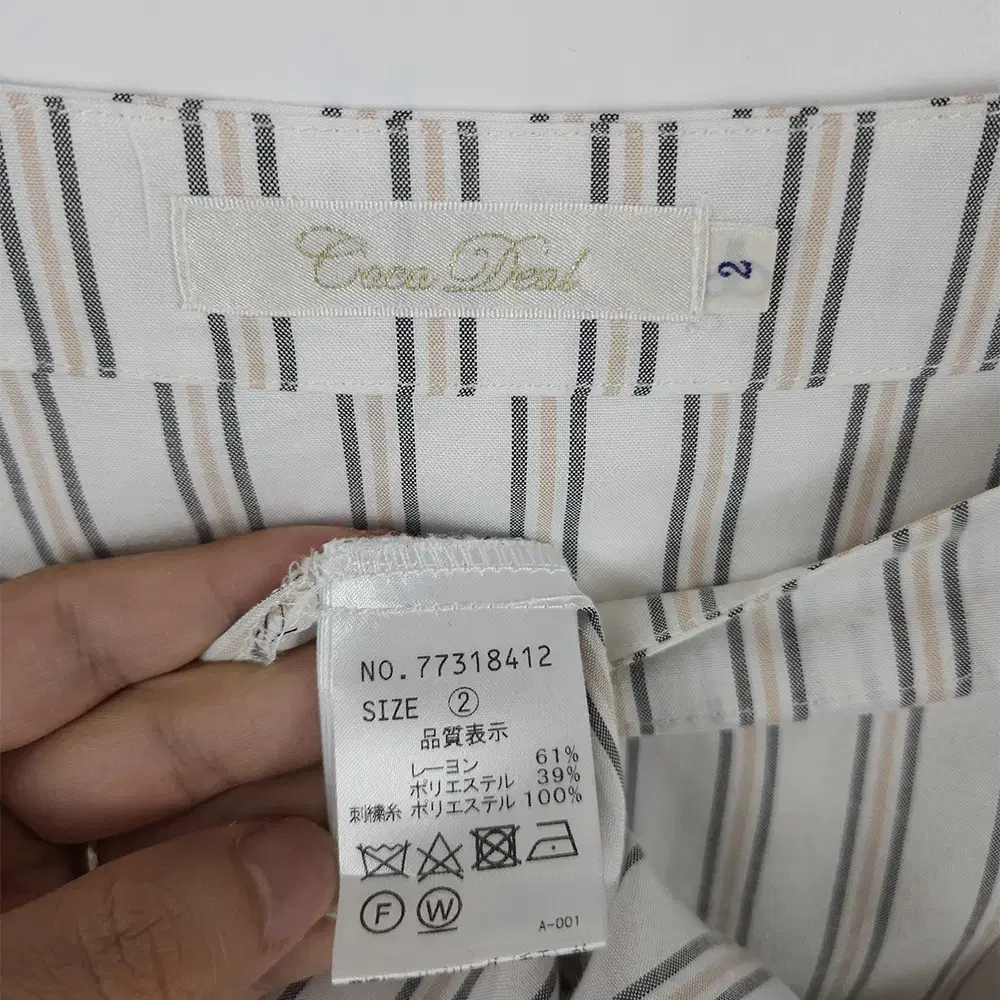 Coca Deal
2
NO. 77318412
SIZE ②
品質表示
レーヨン 61%
ポリエステル 39%
刺繍糸 ポリエステル 100%
F W
A-001